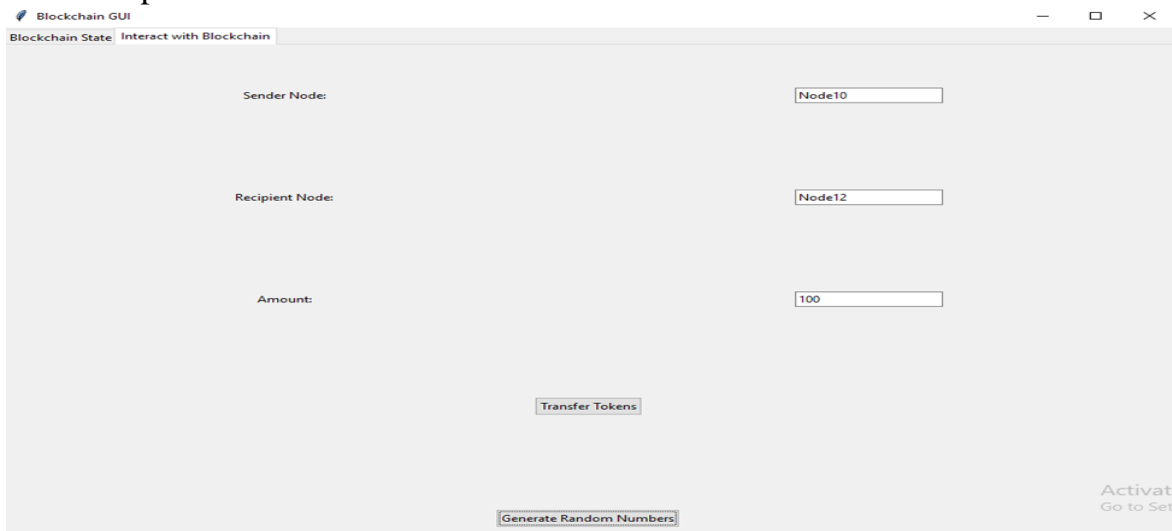 Blockchain GUI
Blockchain State Interact with Blockchain
Sender Node: Node10
Recipient Node: Node12
Amount: 100
Transfer Tokens
Activat
Go to Set
Generate Random Numbers